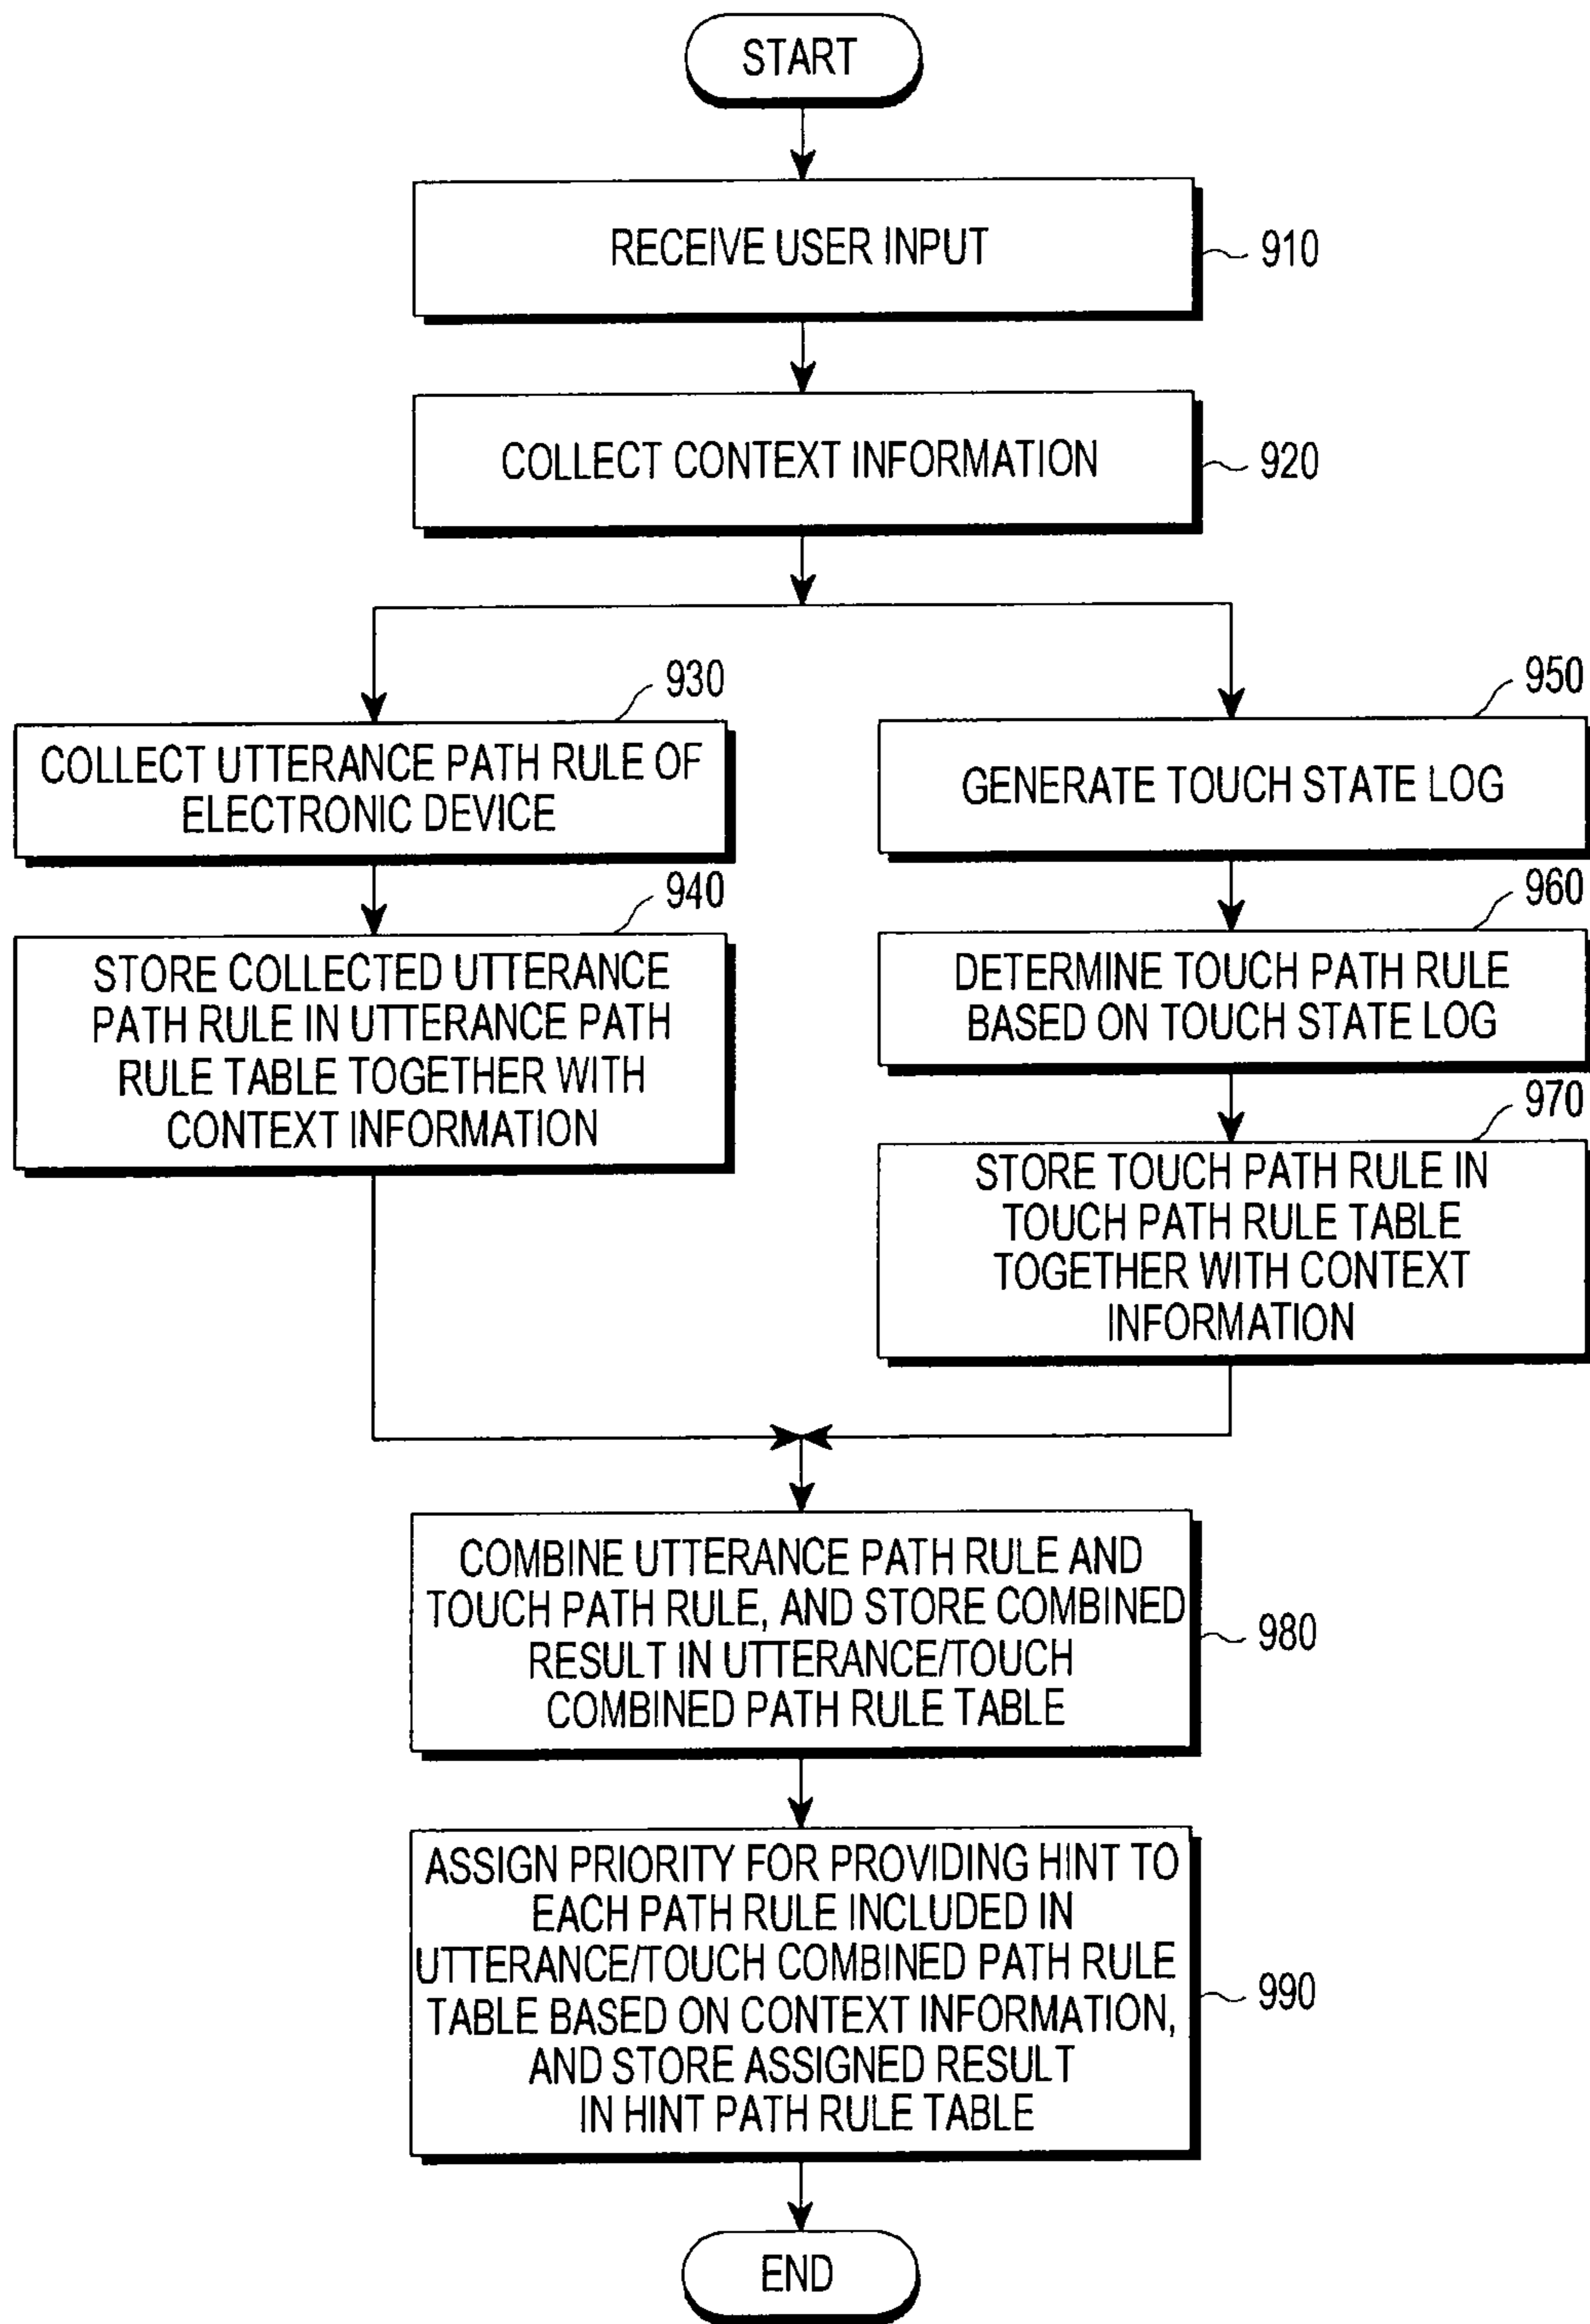 START
RECEIVE USER INPUT
910
COLLECT CONTEXT INFORMATION
920
930
COLLECT UTTERANCE PATH RULE OF
ELECTRONIC DEVICE
940
STORE COLLECTED UTTERANCE
PATH RULE IN UTTERANCE PATH
RULE TABLE TOGETHER WITH
CONTEXT INFORMATION
950
GENERATE TOUCH STATE LOG
960
DETERMINE TOUCH PATH RULE
BASED ON TOUCH STATE LOG
970
STORE TOUCH PATH RULE IN
TOUCH PATH RULE TABLE
TOGETHER WITH CONTEXT
INFORMATION
COMBINE UTTERANCE PATH RULE AND
TOUCH PATH RULE, AND STORE COMBINED
RESULT IN UTTERANCE/TOUCH
COMBINED PATH RULE TABLE
980
ASSIGN PRIORITY FOR PROVIDING HINT TO
EACH PATH RULE INCLUDED IN
UTTERANCE/TOUCH COMBINED PATH RULE
TABLE BASED ON CONTEXT INFORMATION,
AND STORE ASSIGNED RESULT
IN HINT PATH RULE TABLE
990
END